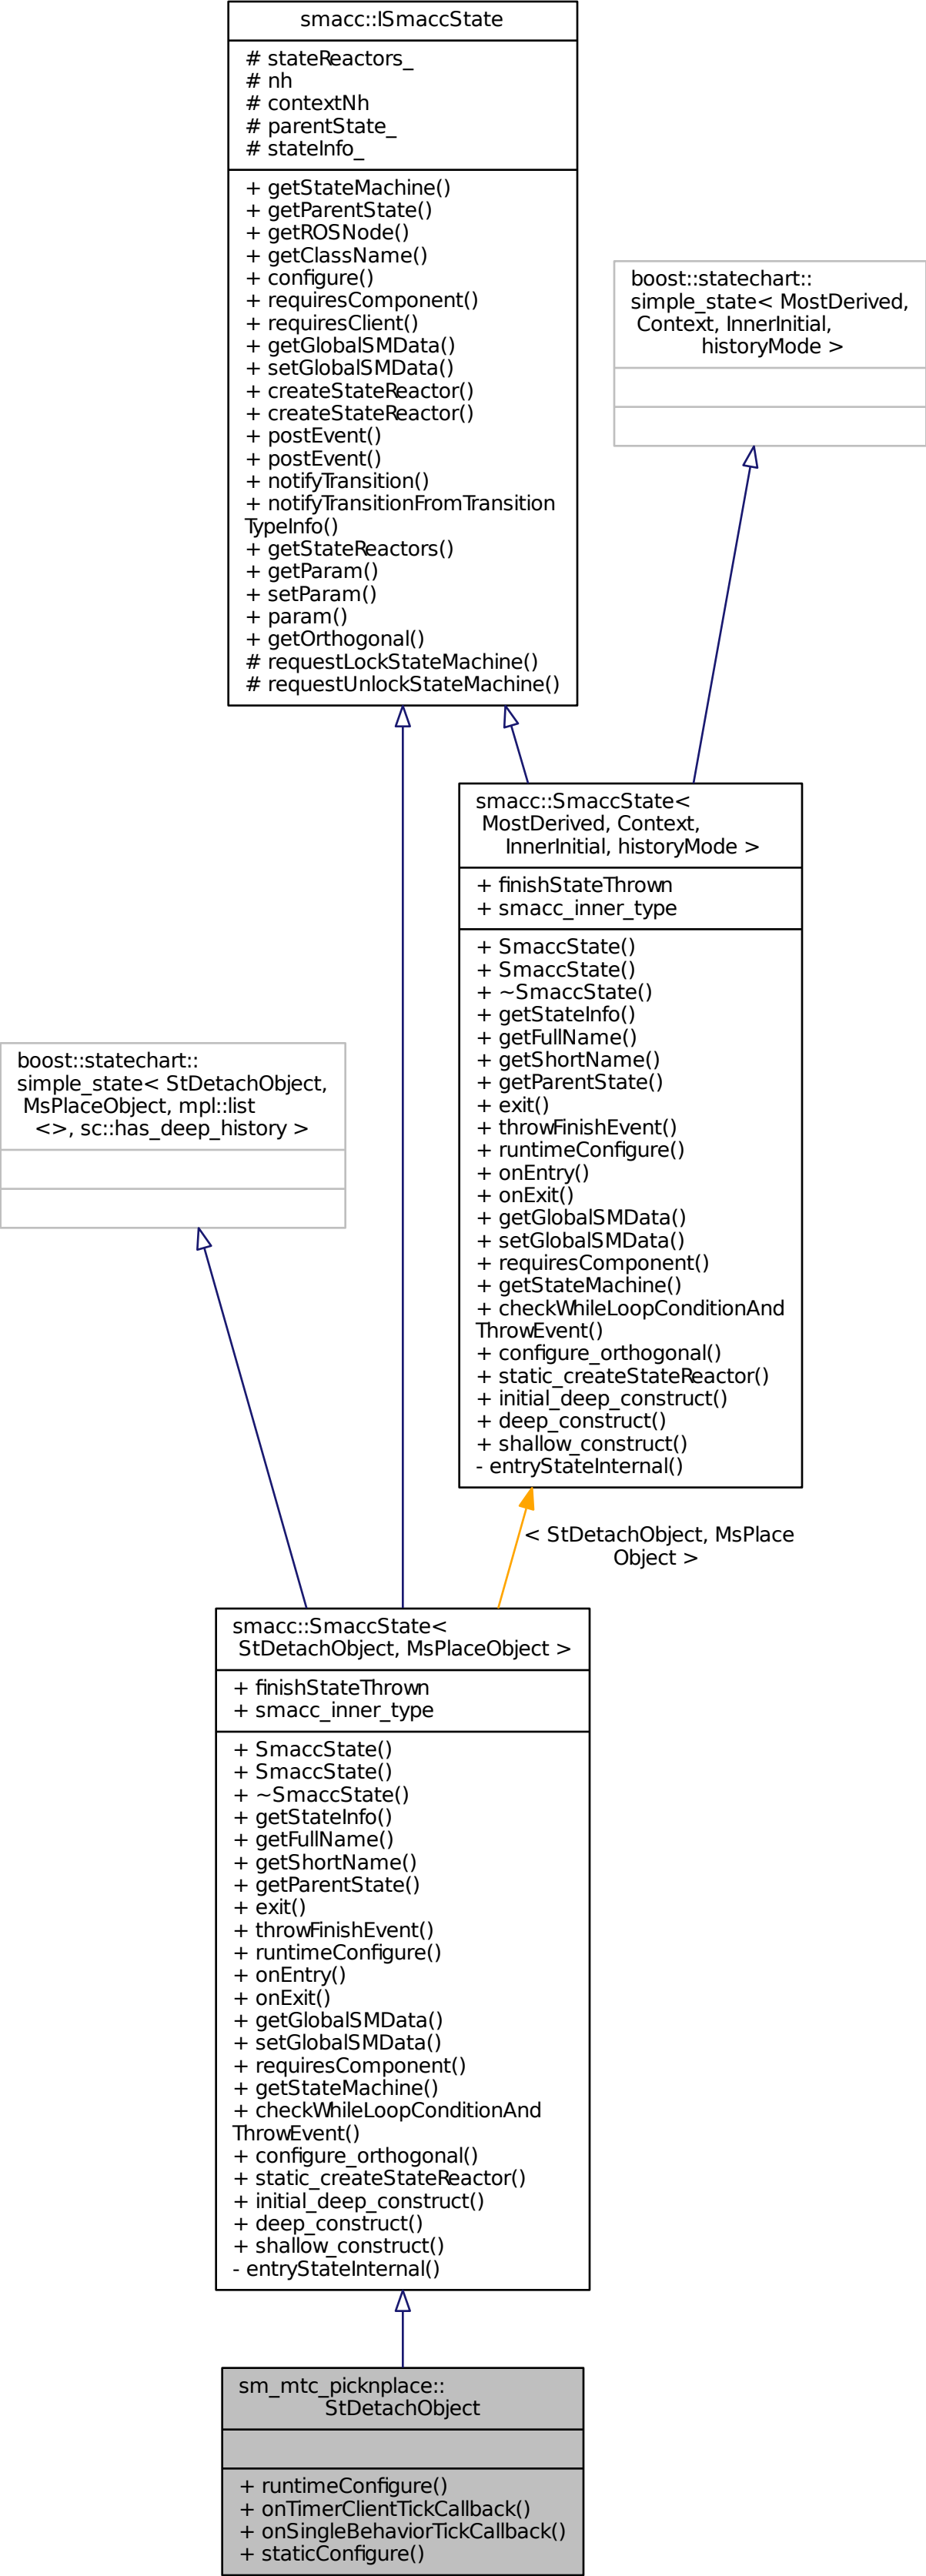 smacc::ISmaccState
# stateReactors_
# nh
# contextNh
# parentState_
# stateInfo_
+ getStateMachine()
+ getParentState()
+ getROSNode()
+ getClassName()
+ configure()
+ requiresComponent()
+ requiresClient()
+ getGlobalSMData()
+ setGlobalSMData()
+ createStateReactor()
+ createStateReactor()
+ postEvent()
+ postEvent()
+ notifyTransition()
+ notifyTransitionFromTransition
TypeInfo()
+ getStateReactors()
+ getParam()
+ setParam()
+ param()
+ getOrthogonal()
# requestLockStateMachine()
# requestUnlockStateMachine()
boost::statechart::
simple_state< MostDerived,
Context, InnerInitial,
historyMode >
smacc::SmaccState<
MostDerived, Context,
InnerInitial, historyMode >
+ finishStateThrown
+ smacc_inner_type
+ SmaccState()
+ SmaccState()
+ ~SmaccState()
+ getStateInfo()
+ getFullName()
+ getShortName()
+ getParentState()
+ exit()
+ throwFinishEvent()
+ runtimeConfigure()
+ onEntry()
+ onExit()
+ getGlobalSMData()
+ setGlobalSMData()
+ requiresComponent()
+ getStateMachine()
+ checkWhileLoopConditionAnd
ThrowEvent()
+ configure_orthogonal()
+ static_createStateReactor()
+ initial_deep_construct()
+ deep_construct()
+ shallow_construct()
- entryStateInternal()
boost::statechart::
simple_state< StDetachObject,
MsPlaceObject, mpl::list
<>, sc::has_deep_history >
< StDetachObject, MsPlace
Object >
smacc::SmaccState<
StDetachObject, MsPlaceObject >
+ finishStateThrown
+ smacc_inner_type
+ SmaccState()
+ SmaccState()
+ ~SmaccState()
+ getStateInfo()
+ getFullName()
+ getShortName()
+ getParentState()
+ exit()
+ throwFinishEvent()
+ runtimeConfigure()
+ onEntry()
+ onExit()
+ getGlobalSMData()
+ setGlobalSMData()
+ requiresComponent()
+ getStateMachine()
+ checkWhileLoopConditionAnd
ThrowEvent()
+ configure_orthogonal()
+ static_createStateReactor()
+ initial_deep_construct()
+ deep_construct()
+ shallow_construct()
- entryStateInternal()
sm_mtc_picknplace::
StDetachObject
+ runtimeConfigure()
+ onTimerClientTickCallback()
+ onSingleBehaviorTickCallback()
+ staticConfigure()